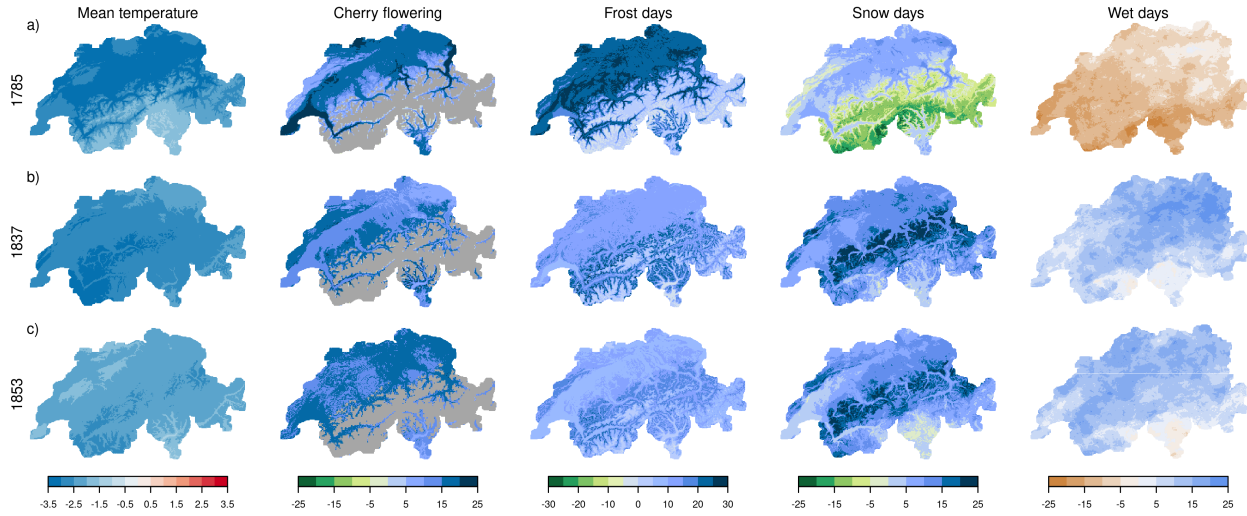 Mean temperature Cherry flowering Frost days Snow days Wet days
a)
1785
b)
1837
c)
1853
-3.5 -2.5 -1.5 -0.5 0.5 1.5 2.5 3.5 -25 -15 -5 5 15 25 -30 -20 -10 0 10 20 30 -25 -15 -5 5 15 25 -25 -15 -5 5 15 25